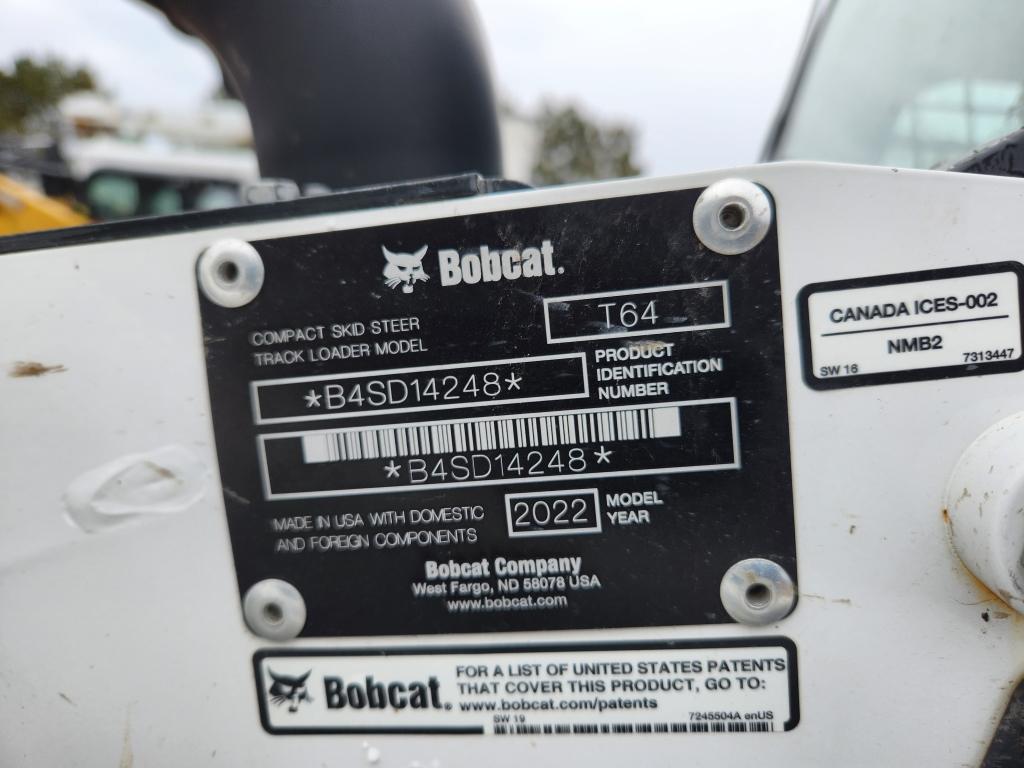 Bobcat.
COMPACT SKID STEER
TRACK LOADER MODEL
T64
*B4SD14248*
PRODUCT
IDENTIFICATION
NUMBER
*B4SD14248*
MADE IN USA WITH DOMESTIC
AND FOREIGN COMPONENTS
2022
MODEL
YEAR
Bobcat Company
West Fargo, ND 58078 USA
www.bobcat.com
CANADA ICES-002
NMB2
SW 16
7313447
Bobcat.
FOR A LIST OF UNITED STATES PATENTS
THAT COVER THIS PRODUCT, GO TO:
www.bobcat.com/patents
SW 19
7245504A enUS